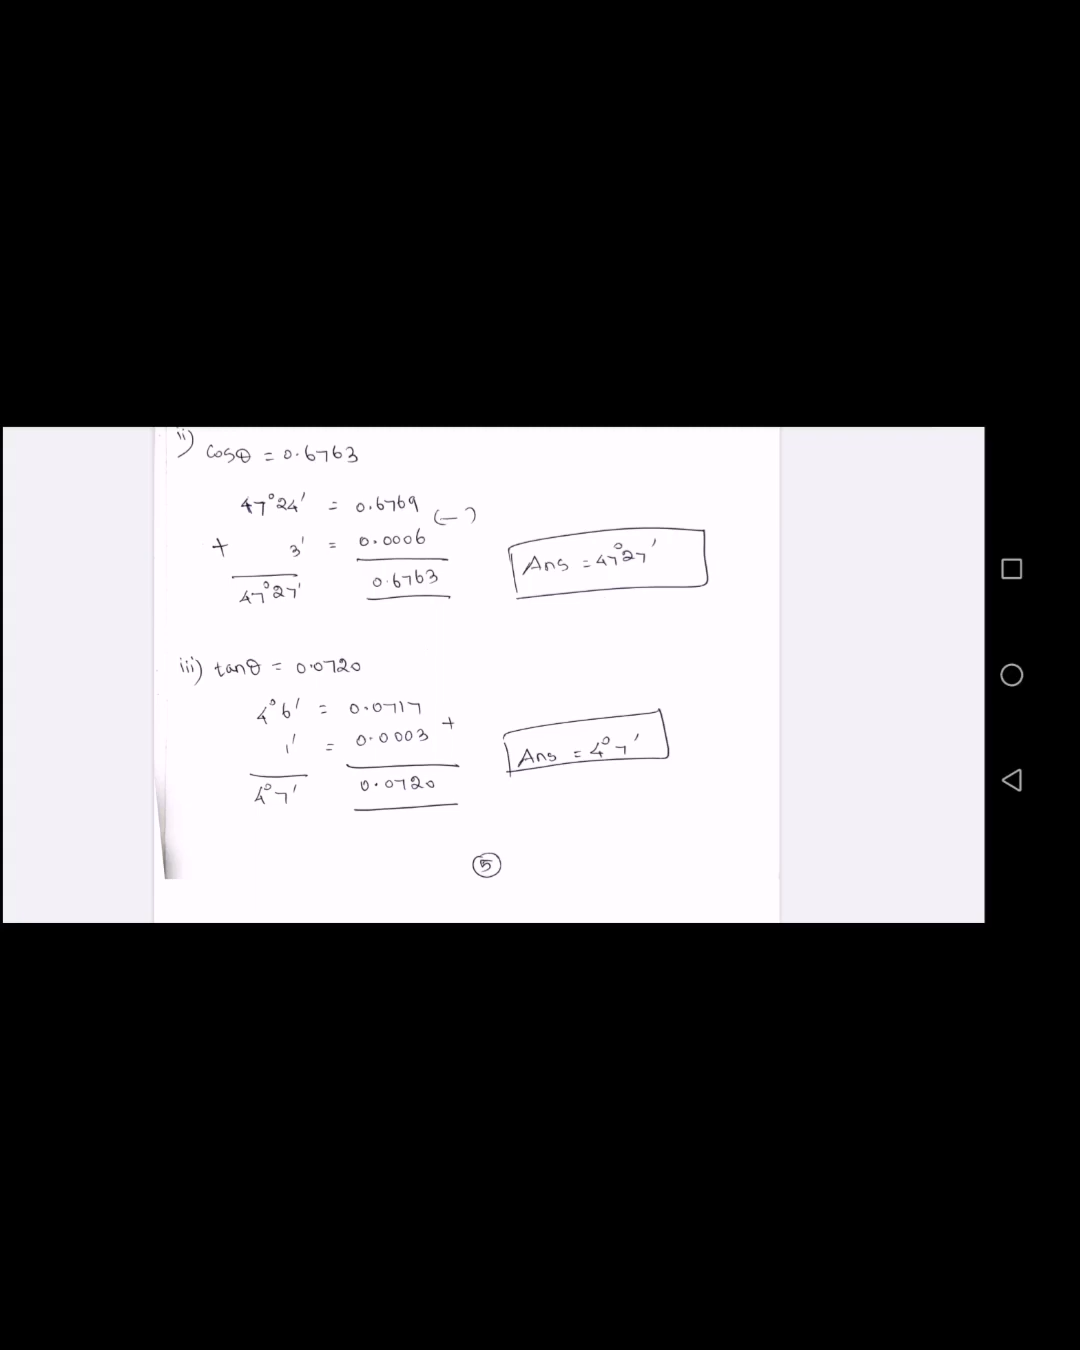 ii)
cosθ = 0.6763
47°24' = 0.6769 (-)
+ 3' = 0.0006
47°27' 0.6763
Ans = 47°27'
iii) tanθ = 0.0720
4°6' = 0.0717 +
1' = 0.0003
4°7' 0.0720
Ans = 4°7'
5